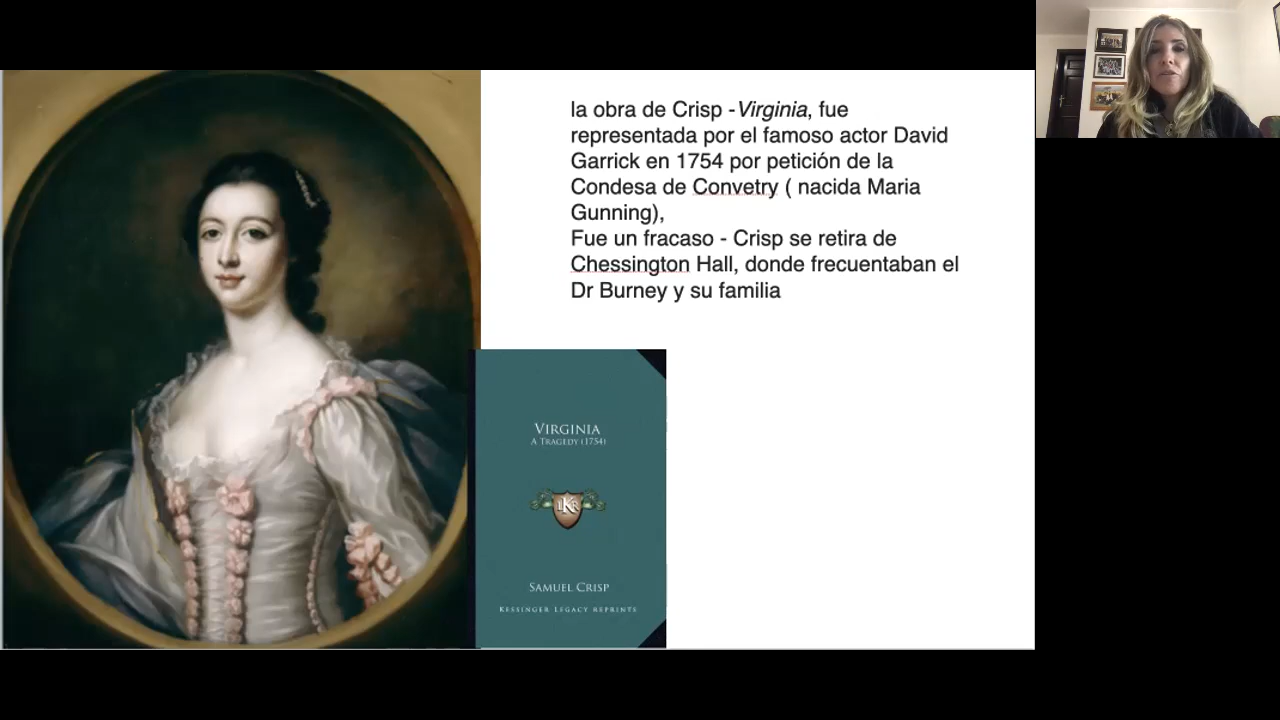 la obra de Crisp -Virginia, fue
representada por el famoso actor David
Garrick en 1754 por petición de la
Condesa de Convetry ( nacida Maria
Gunning),
Fue un fracaso - Crisp se retira de
Chessington Hall, donde frecuentaban el
Dr Burney y su familia
VIRGINIA
A TRAGEDY (1754)
LKR
SAMUEL CRISP
KESSINGER LEGACY REPRINTS